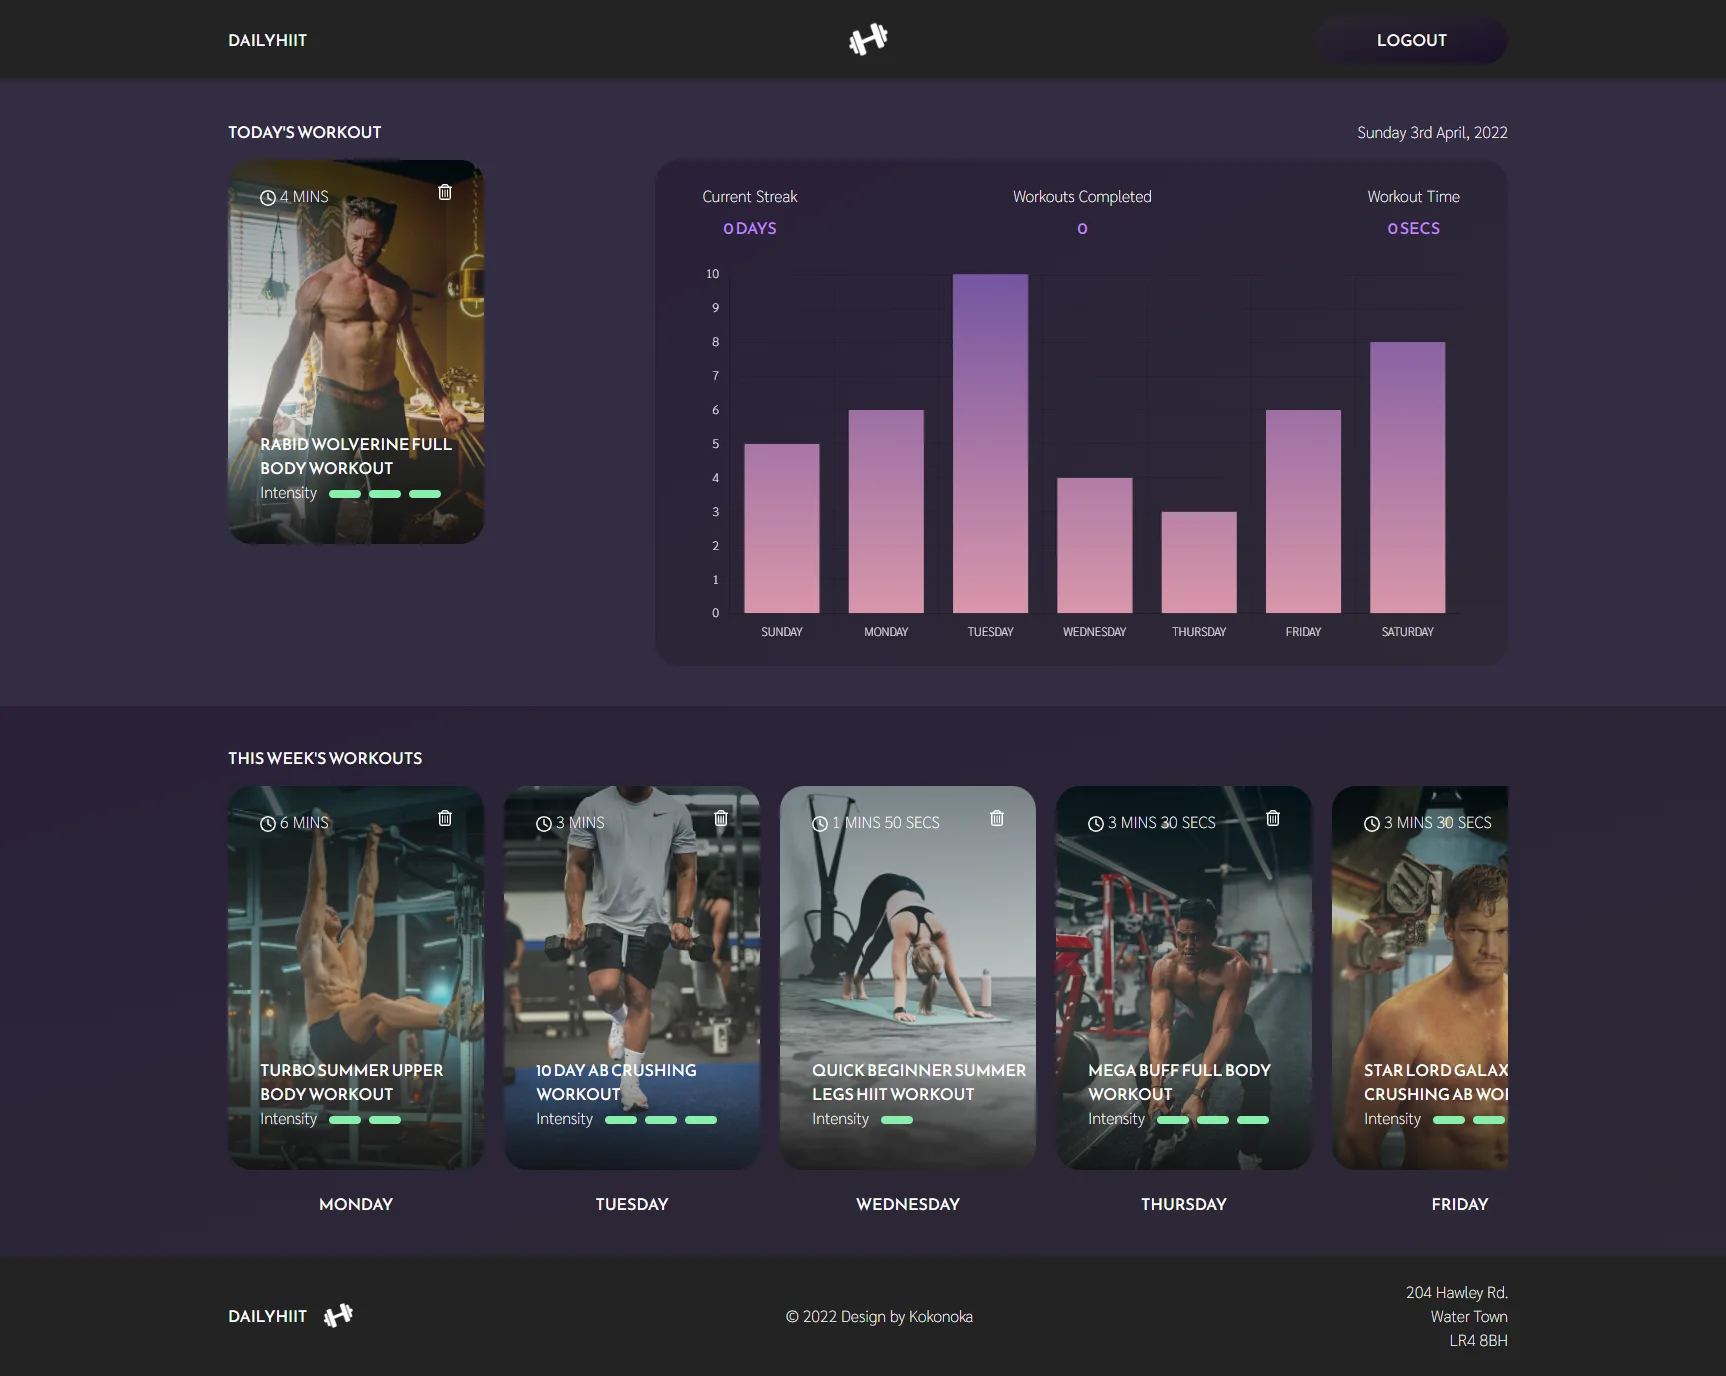 DAILYHIIT
LOGOUT
TODAY'S WORKOUT
Sunday 3rd April, 2022
4 MINS
RABID WOLVERINE FULL
BODY WORKOUT
Intensity
Current Streak
Workouts Completed
Workout Time
0 DAYS
0
0 SECS
10
9
8
7
6
5
4
3
2
1
0
SUNDAY
MONDAY
TUESDAY
WEDNESDAY
THURSDAY
FRIDAY
SATURDAY
THIS WEEK'S WORKOUTS
6 MINS
TURBO SUMMER UPPER
BODY WORKOUT
Intensity
MONDAY
3 MINS
10 DAY AB CRUSHING
WORKOUT
Intensity
TUESDAY
1 MINS 50 SECS
QUICK BEGINNER SUMMER
LEGS HIIT WORKOUT
Intensity
WEDNESDAY
3 MINS 30 SECS
MEGA BUFF FULL BODY
WORKOUT
Intensity
THURSDAY
3 MINS 30 SECS
STAR LORD GALAX
CRUSHING AB WO
Intensity
FRIDAY
DAILYHIIT
© 2022 Design by Kokonoka
204 Hawley Rd.
Water Town
LR4 8BH